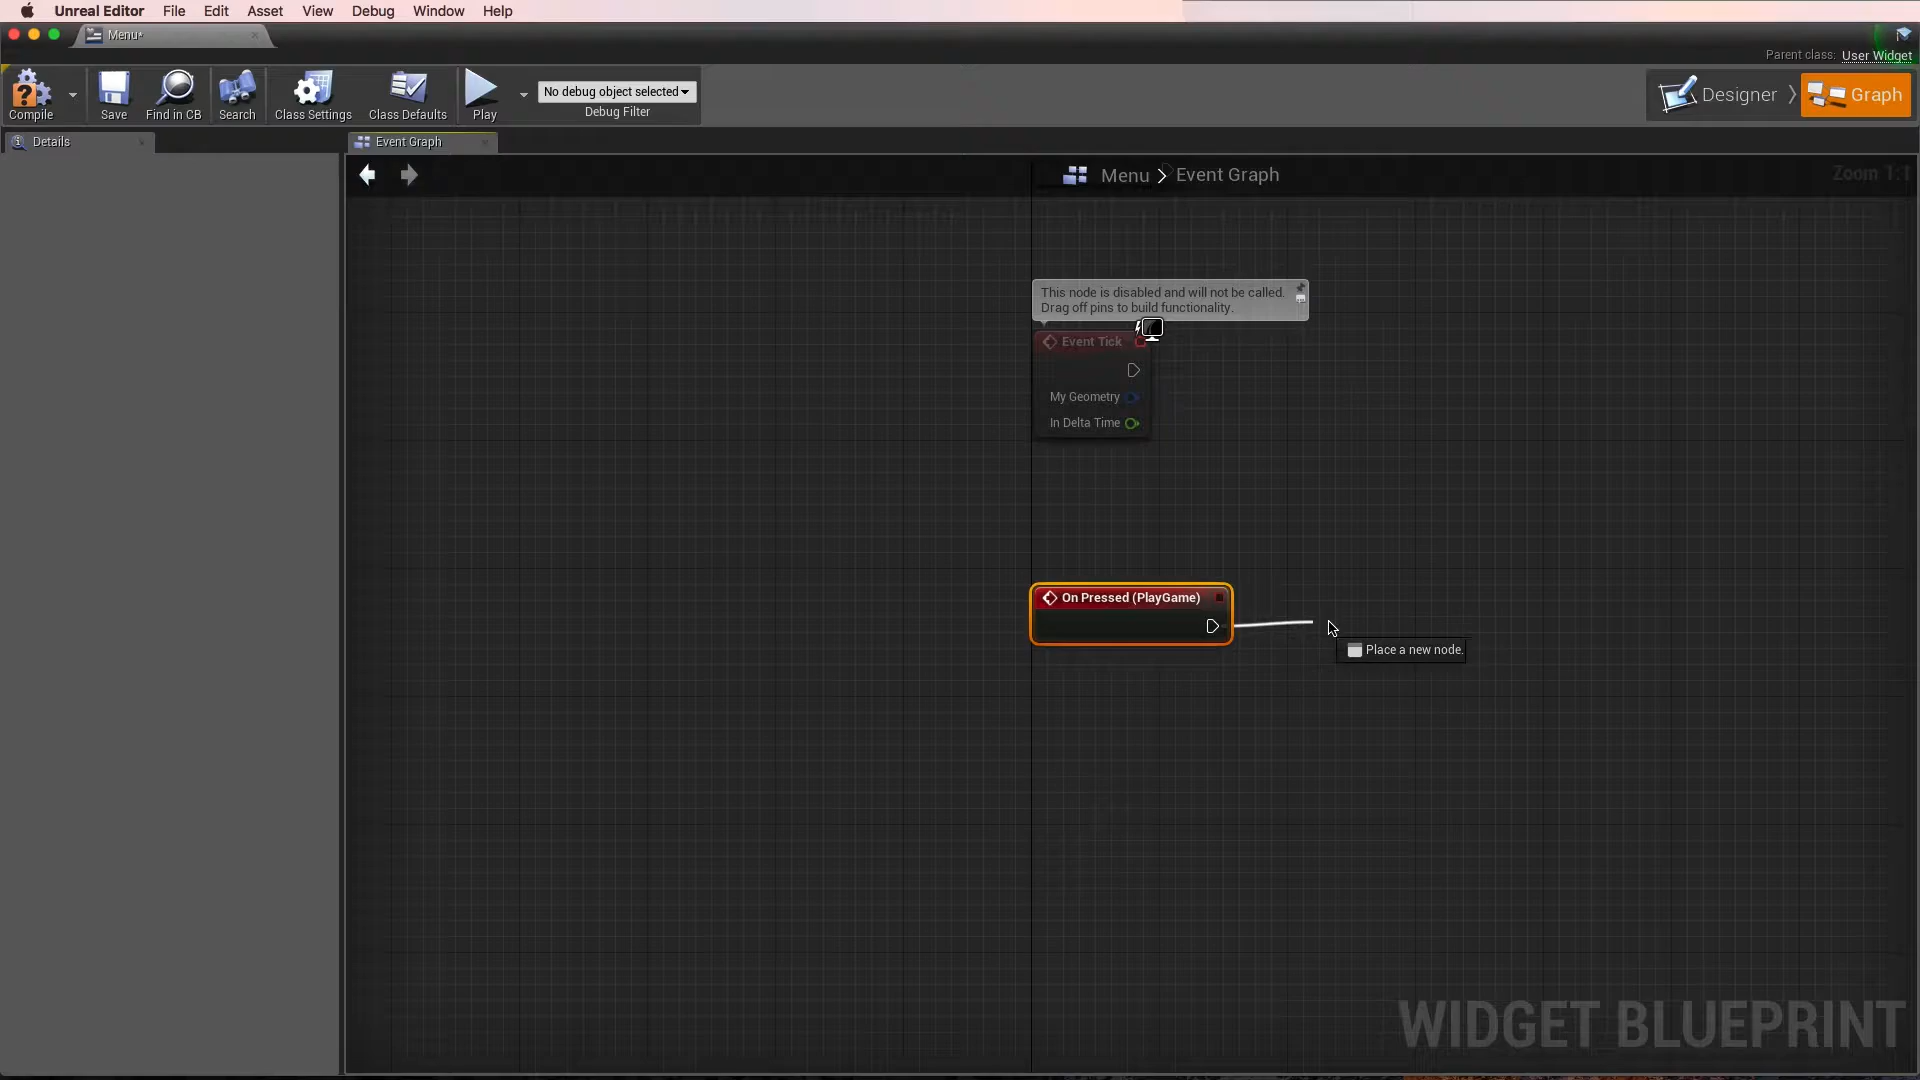 Unreal Editor File Edit Asset View Window Debug Help
Menu*
Parent class: User Widget
Compile Save Find in CB Search Class Settings Class Defaults Play
No debug object selected
Debug Filter
Designer Graph
Details
Event Graph
Menu > Event Graph
Zoom 1:1
This node is disabled and will not be called.
Drag off pins to build functionality.
Event Tick
My Geometry
In Delta Time
On Pressed (PlayGame)
Place a new node.
WIDGET BLUEPRINT